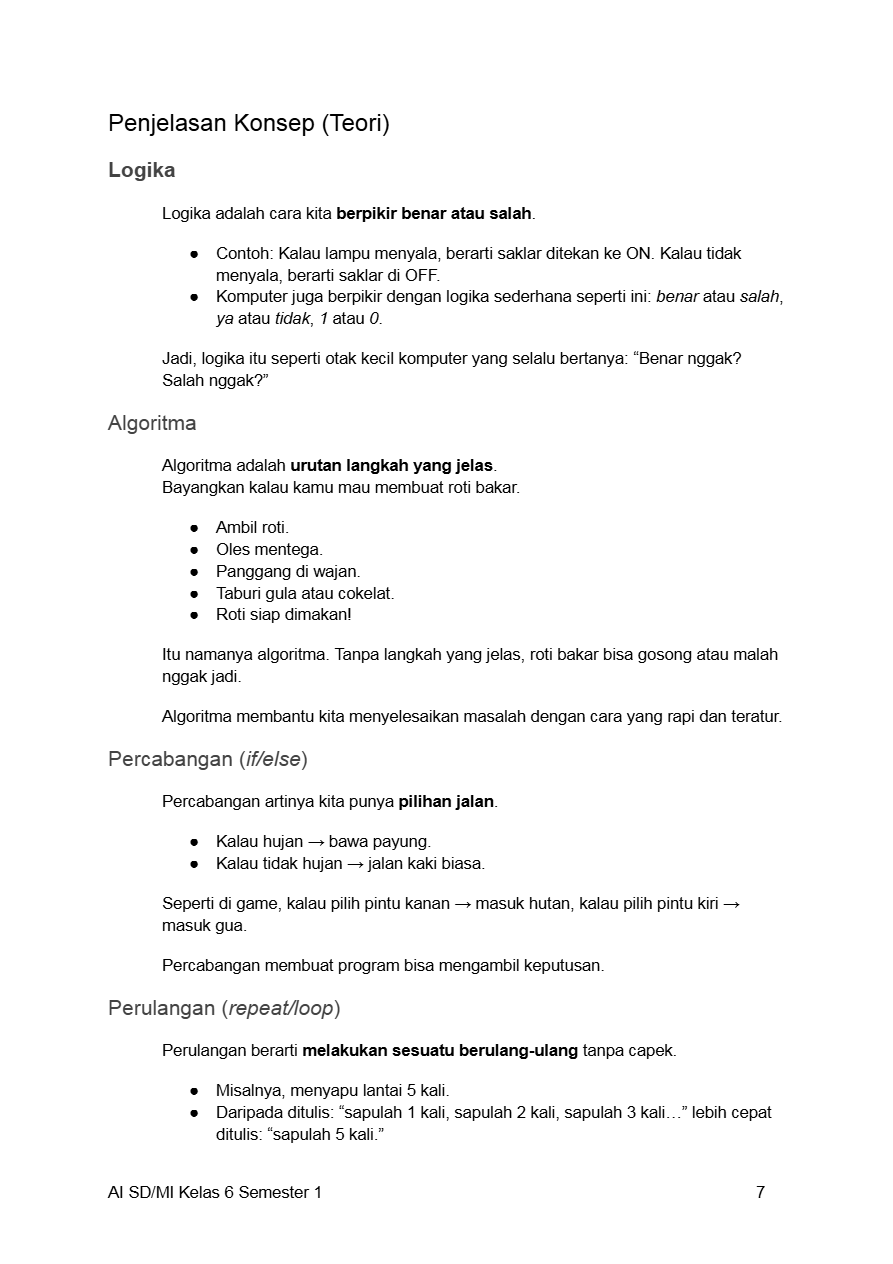 Penjelasan Konsep (Teori)
Logika
Logika adalah cara kita berpikir benar atau salah.
● Contoh: Kalau lampu menyala, berarti saklar ditekan ke ON. Kalau tidak
menyala, berarti saklar di OFF.
● Komputer juga berpikir dengan logika sederhana seperti ini: benar atau salah,
ya atau tidak, 1 atau 0.
Jadi, logika itu seperti otak kecil komputer yang selalu bertanya: “Benar nggak?
Salah nggak?”
Algoritma
Algoritma adalah urutan langkah yang jelas.
Bayangkan kalau kamu mau membuat roti bakar.
● Ambil roti.
● Oles mentega.
● Panggang di wajan.
● Taburi gula atau cokelat.
● Roti siap dimakan!
Itu namanya algoritma. Tanpa langkah yang jelas, roti bakar bisa gosong atau malah
nggak jadi.
Algoritma membantu kita menyelesaikan masalah dengan cara yang rapi dan teratur.
Percabangan (if/else)
Percabangan artinya kita punya pilihan jalan.
● Kalau hujan → bawa payung.
● Kalau tidak hujan → jalan kaki biasa.
Seperti di game, kalau pilih pintu kanan → masuk hutan, kalau pilih pintu kiri →
masuk gua.
Percabangan membuat program bisa mengambil keputusan.
Perulangan (repeat/loop)
Perulangan berarti melakukan sesuatu berulang-ulang tanpa capek.
● Misalnya, menyapu lantai 5 kali.
● Daripada ditulis: “sapulah 1 kali, sapulah 2 kali, sapulah 3 kali…” lebih cepat
ditulis: “sapulah 5 kali.”
AI SD/MI Kelas 6 Semester 1 7